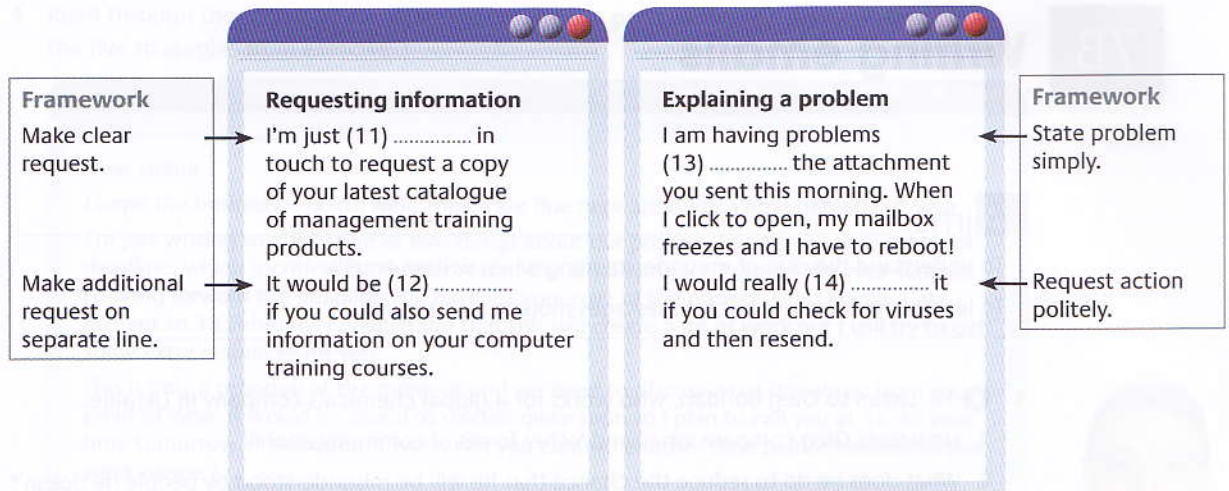 Framework
Make clear
request.
Make additional
request on
separate line.
Requesting information
I'm just (11) ............... in
touch to request a copy
of your latest catalogue
of management training
products.
It would be (12) ...............
if you could also send me
information on your computer
training courses.
Explaining a problem
I am having problems
(13) ............... the attachment
you sent this morning. When
I click to open, my mailbox
freezes and I have to reboot!
I would really (14) ............... it
if you could check for viruses
and then resend.
Framework
State problem
simply.
Request action
politely.